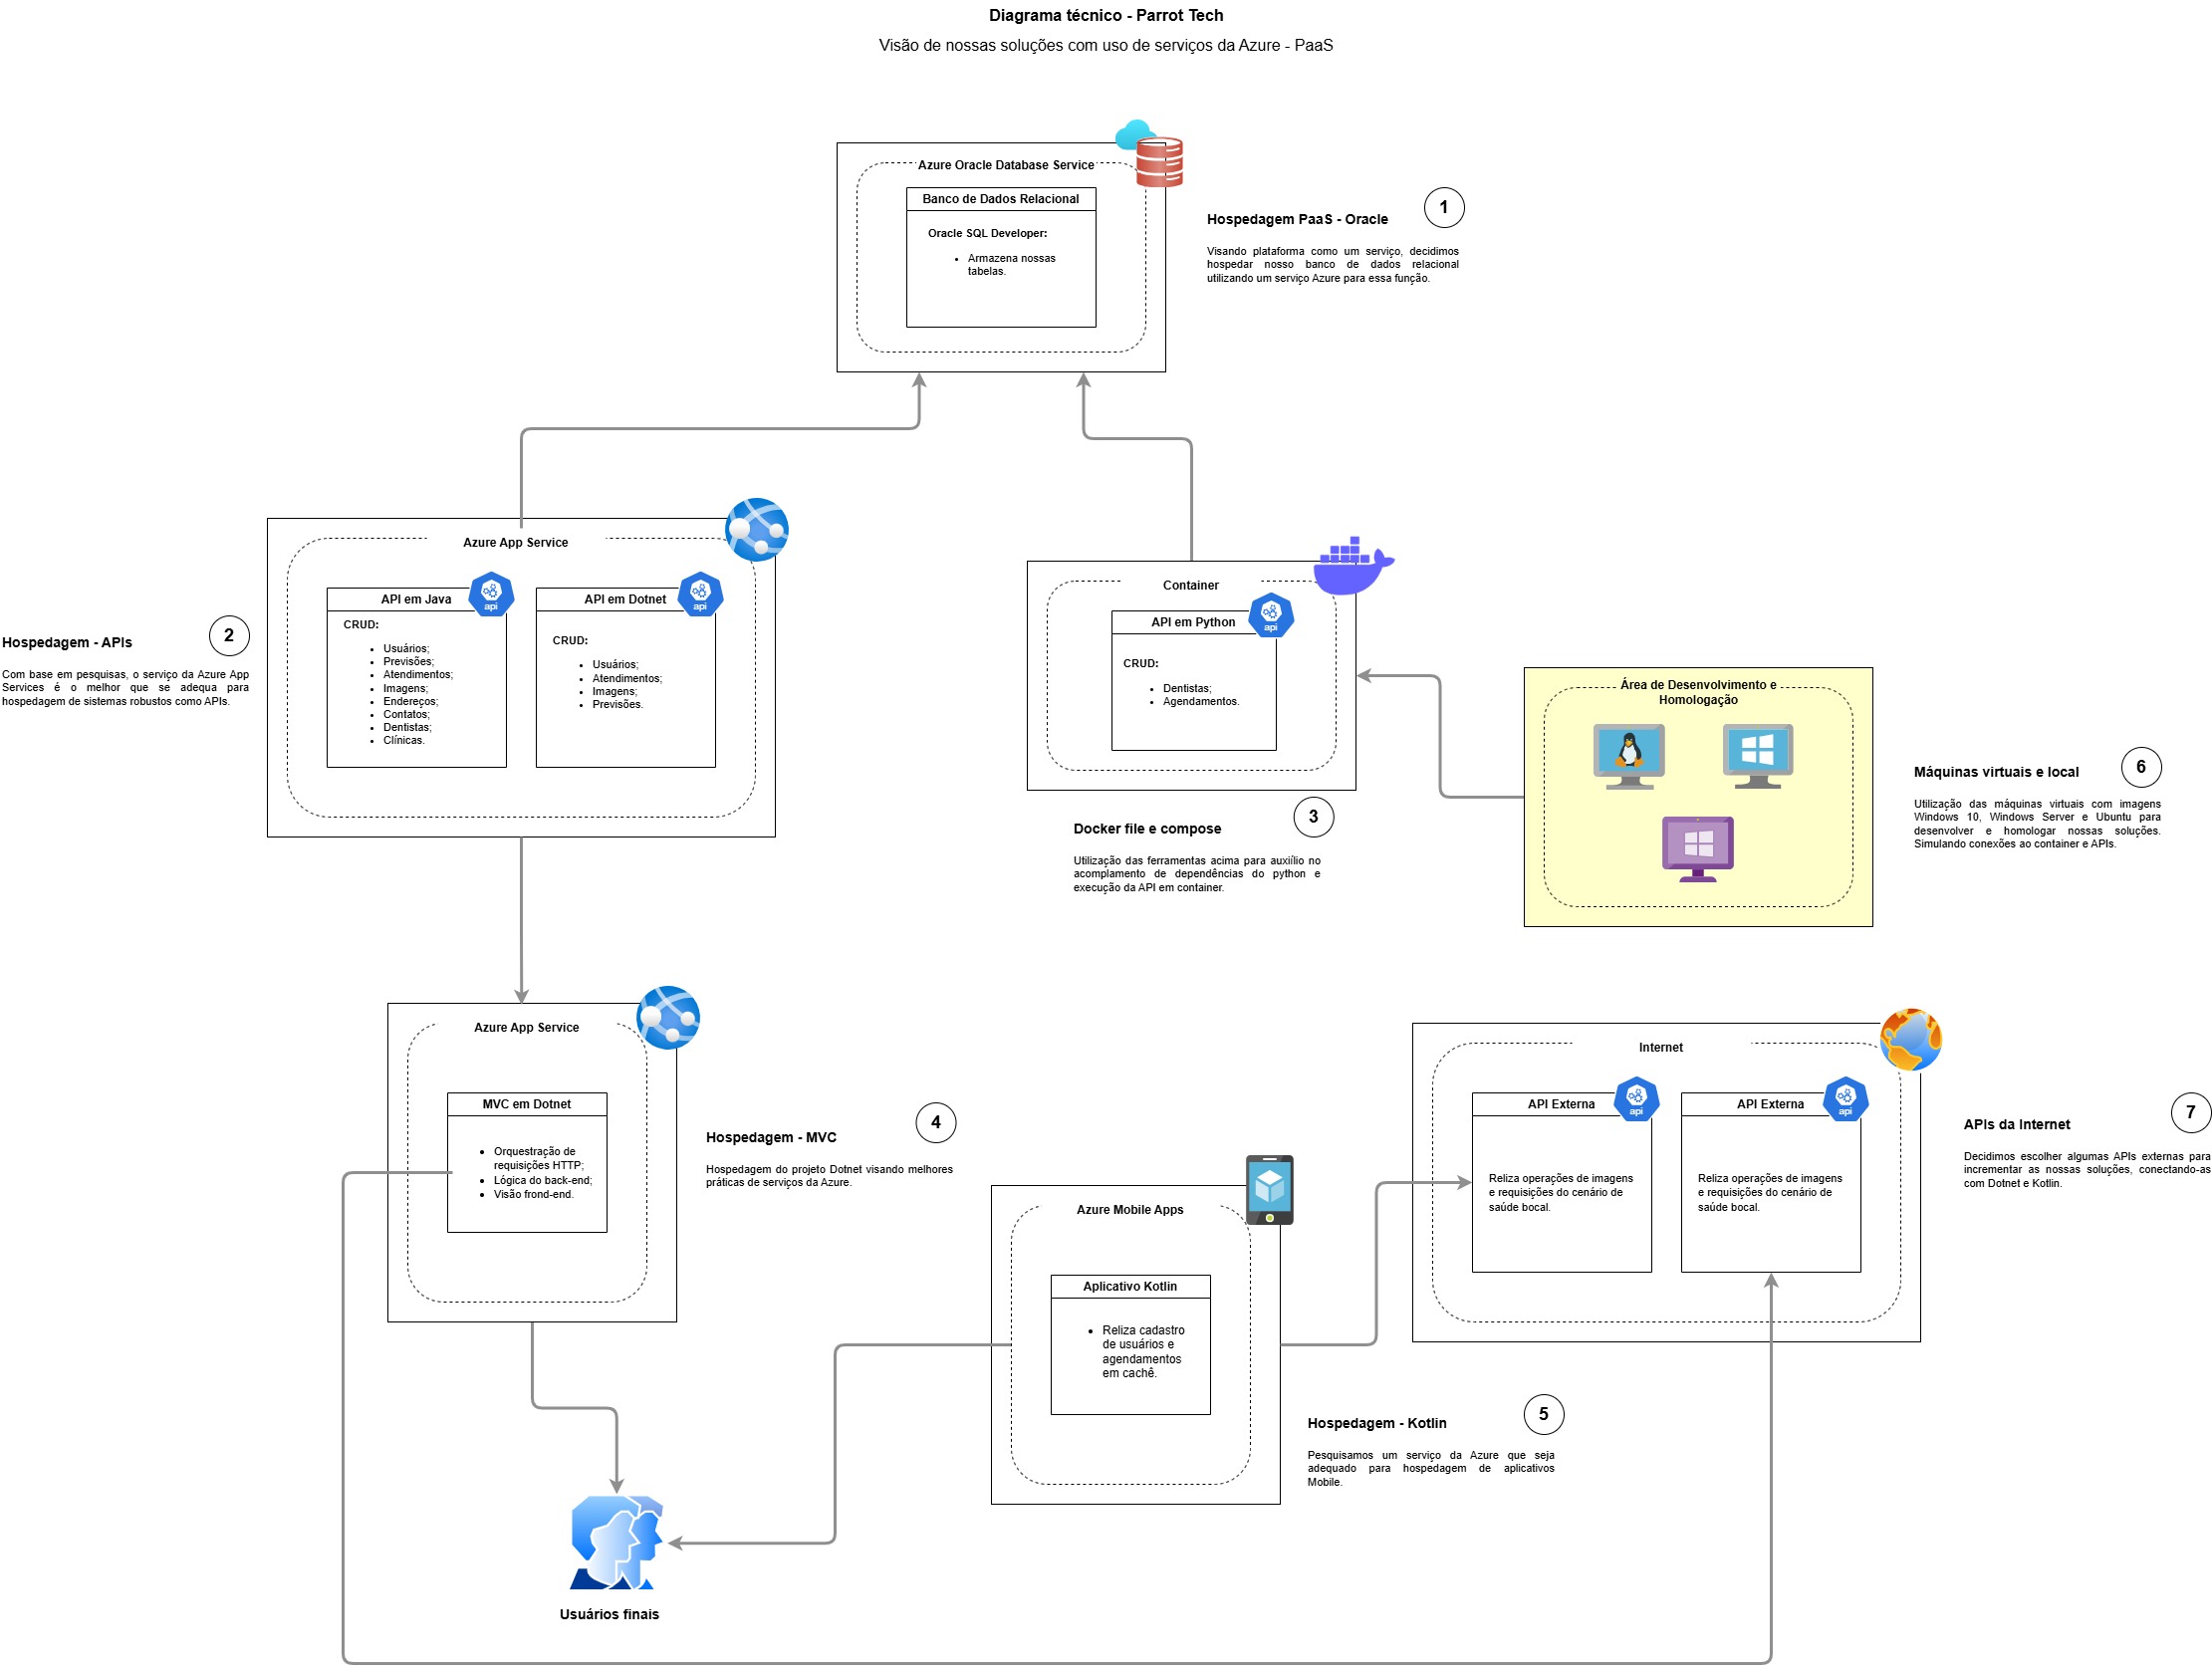 Diagrama técnico - Parrot Tech
Visão de nossas soluções com uso de serviços da Azure - PaaS
Azure Oracle Database Service
Banco de Dados Relacional
Oracle SQL Developer:
Armazena nossas
tabelas.
Hospedagem PaaS - Oracle
1
Visando plataforma como um serviço, decidimos
hospedar nosso banco de dados relacional
utilizando um serviço Azure para essa função.
Azure App Service
API em Java
api
CRUD:
Usuários;
Previsões;
Atendimentos;
Imagens;
Endereços;
Contatos;
Dentistas;
Clínicas.
API em Dotnet
api
CRUD:
Usuários;
Atendimentos;
Imagens;
Previsões.
Hospedagem - APIs
2
Com base em pesquisas, o serviço da Azure App
Services é o melhor que se adequa para
hospedagem de sistemas robustos como APIs.
Container
API em Python
api
CRUD:
Dentistas;
Agendamentos.
Docker file e compose
3
Utilização das ferramentas acima para auxiílio no
acomplamento de dependências do python e
execução da API em container.
Área de Desenvolvimento e
Homologação
Máquinas virtuais e local
6
Utilização das máquinas virtuais com imagens
Windows 10, Windows Server e Ubuntu para
desenvolver e homologar nossas soluções.
Simulando conexões ao container e APIs.
Azure App Service
MVC em Dotnet
Orquestração de
requisições HTTP;
Lógica do back-end;
Visão frond-end.
Hospedagem - MVC
4
Hospedagem do projeto Dotnet visando melhores
práticas de serviços da Azure.
Azure Mobile Apps
Aplicativo Kotlin
Reliza cadastro
de usuários e
agendamentos
em cachê.
Hospedagem - Kotlin
5
Pesquisamos um serviço da Azure que seja
adequado para hospedagem de aplicativos
Mobile.
Internet
API Externa
api
Reliza operações de imagens
e requisições do cenário de
saúde bocal.
API Externa
api
Reliza operações de imagens
e requisições do cenário de
saúde bocal.
APIs da Internet
7
Decidimos escolher algumas APIs externas para
incrementar as nossas soluções, conectando-as
com Dotnet e Kotlin.
Usuários finais